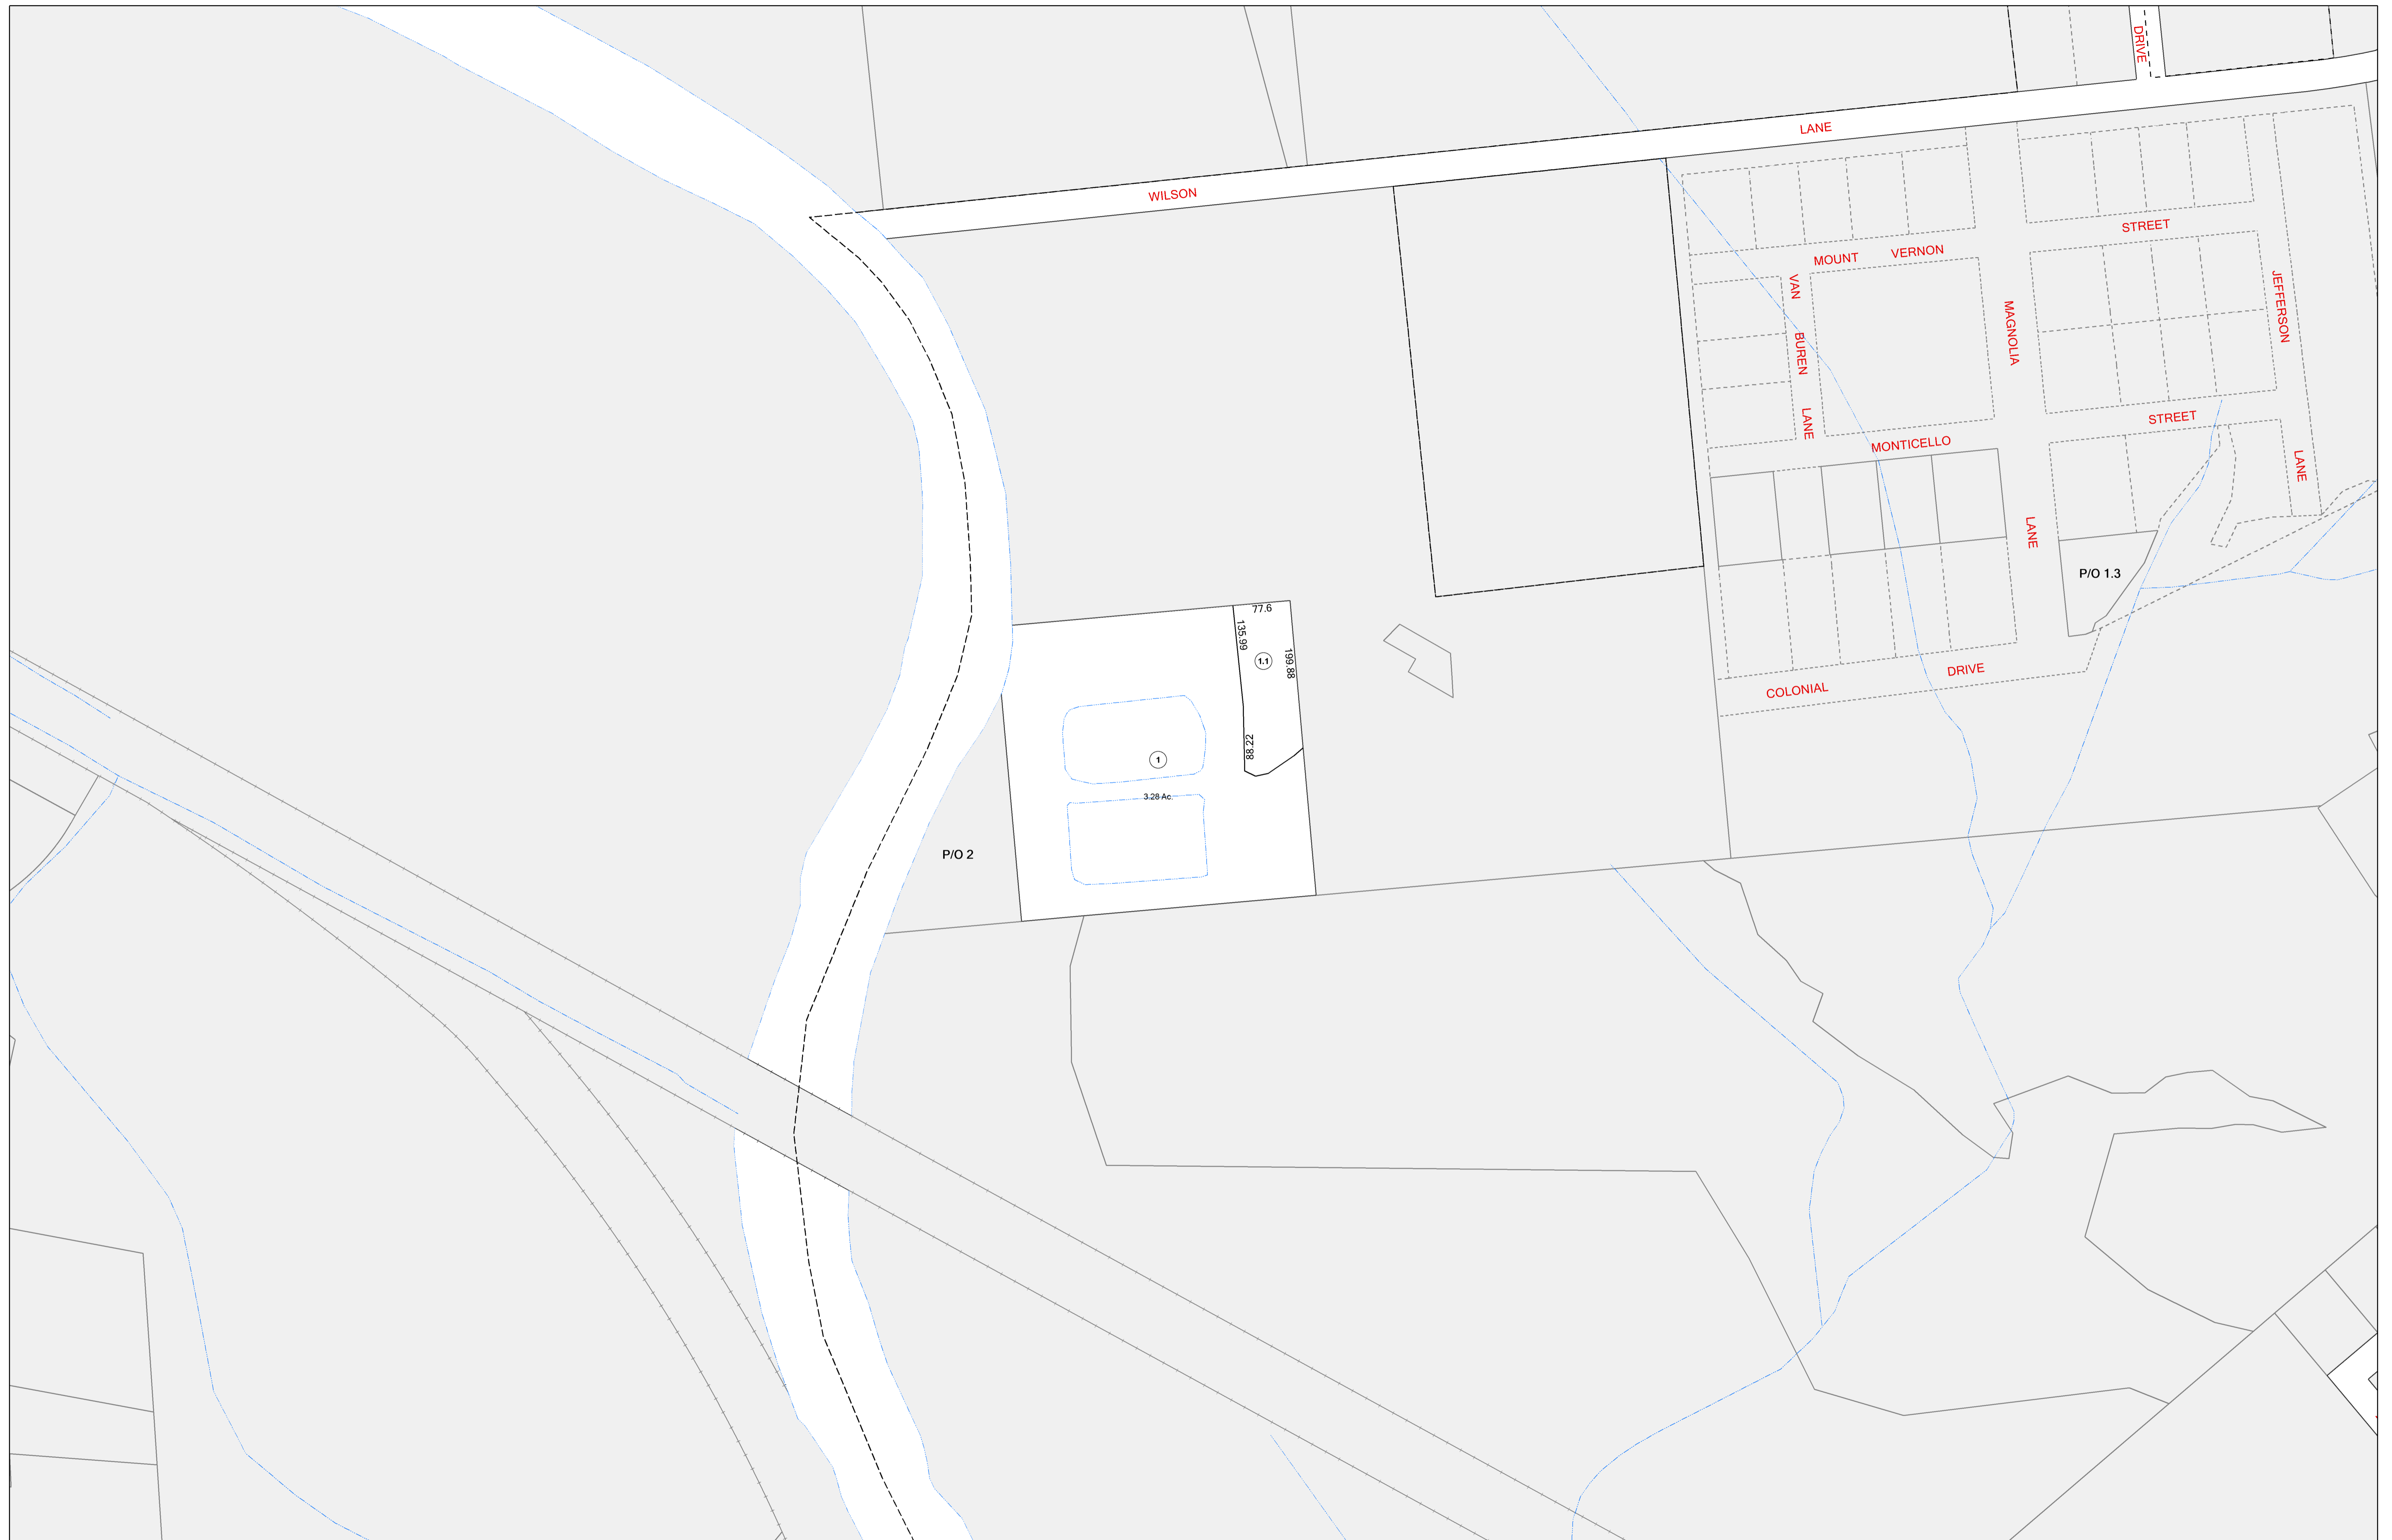 DRIVE
LANE
WILSON
STREET
MOUNT VERNON
VAN BUREN LANE
MAGNOLIA LANE
JEFFERSON LANE
MONTICELLO STREET
P/O 1.3
77.6
135.99
1.1
199.88
COLONIAL DRIVE
88.22
1
3.28 Ac.
P/O 2